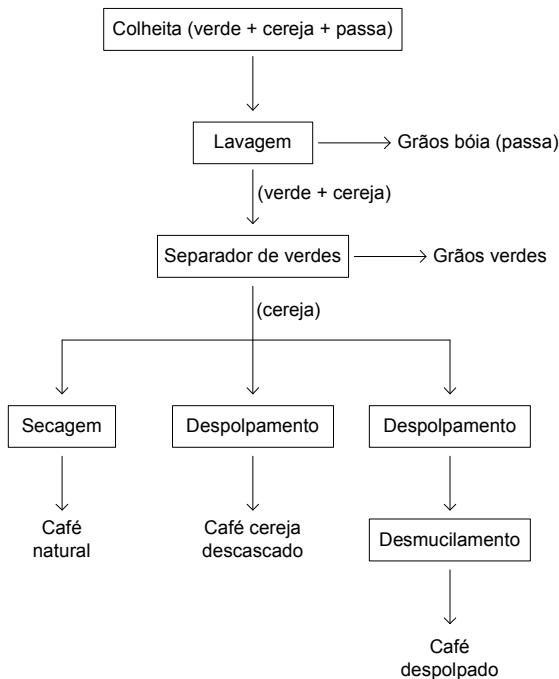 Colheita (verde + cereja + passa)
Lavagem
Grãos bóia (passa)
(verde + cereja)
Separador de verdes
Grãos verdes
(cereja)
Secagem
Despolpamento
Despolpamento
Café
natural
Café cereja
descascado
Desmucilamento
Café
despolpado